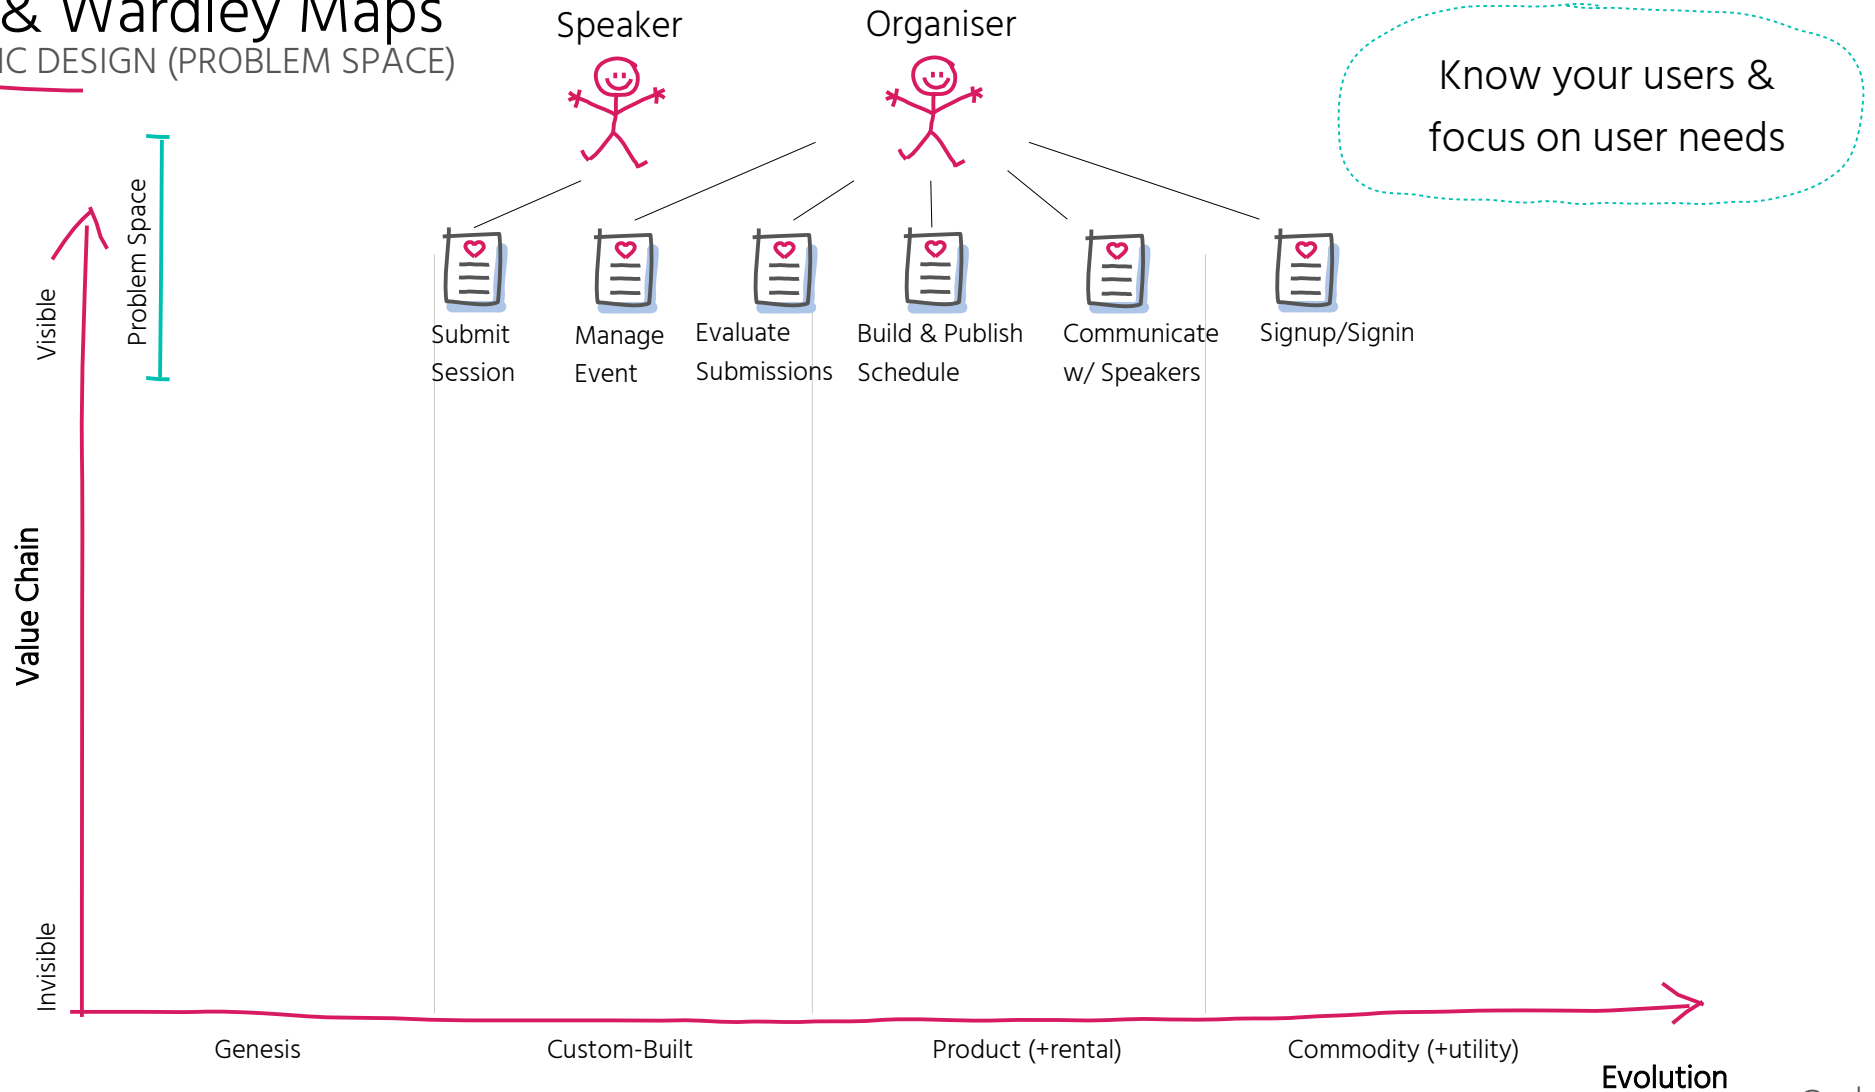 & Wardley Maps
IC DESIGN (PROBLEM SPACE)
Speaker
Organiser
Know your users &
focus on user needs
Problem Space
Visible
Submit
Session
Manage
Event
Evaluate
Submissions
Build & Publish
Schedule
Communicate
w/ Speakers
Signup/Signin
Value Chain
Invisible
Genesis
Custom-Built
Product (+rental)
Commodity (+utility)
Evolution